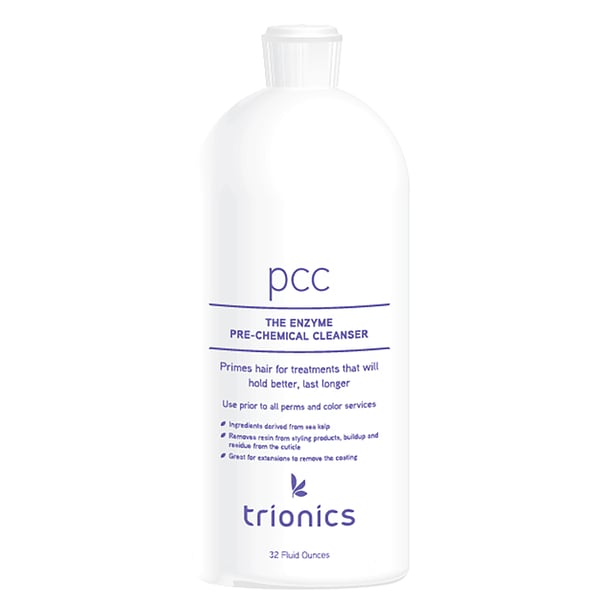 pcc
THE ENZYME
PRE-CHEMICAL CLEANSER
Primes hair for treatments that will
hold better, last longer
Use prior to all perms and color services
Ingredients derived from sea kelp
Removes resin from styling products, buildup and
residue from the cuticle
Great for extensions to remove the coating
trionics
32 Fluid Ounces